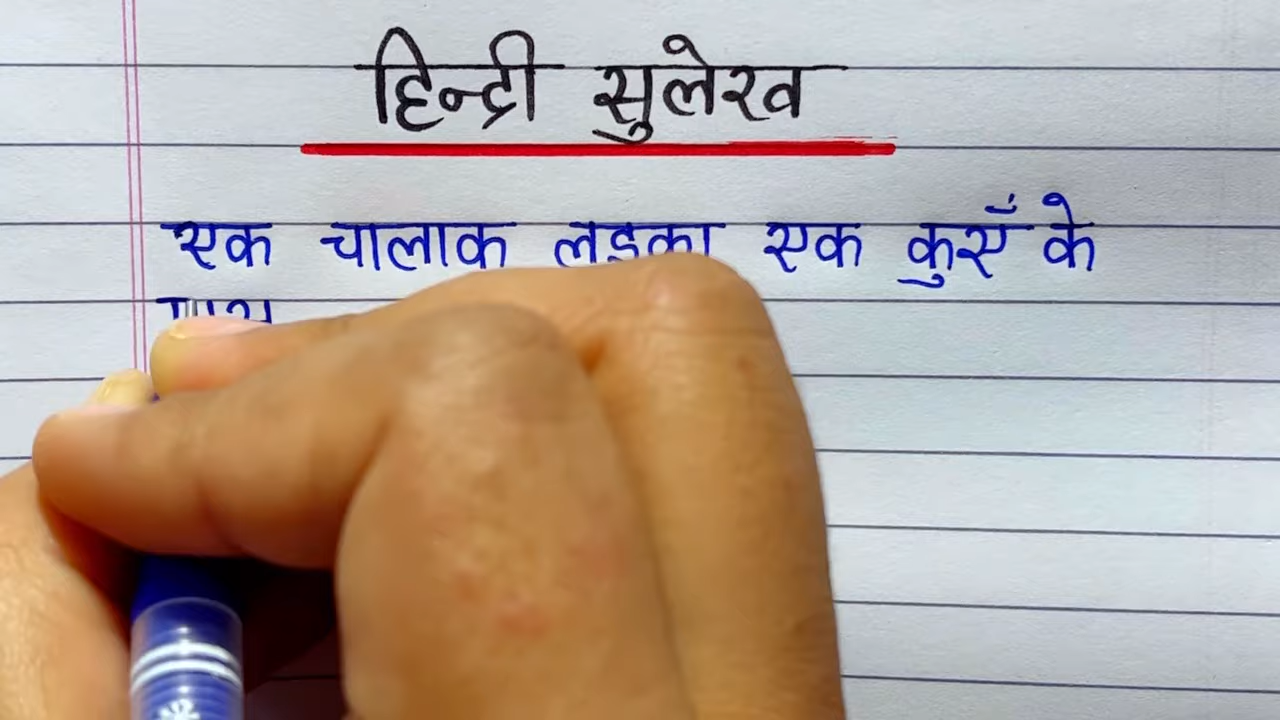 हिन्दी सुलेख
एक चालाक लड़का एक कुएँ के